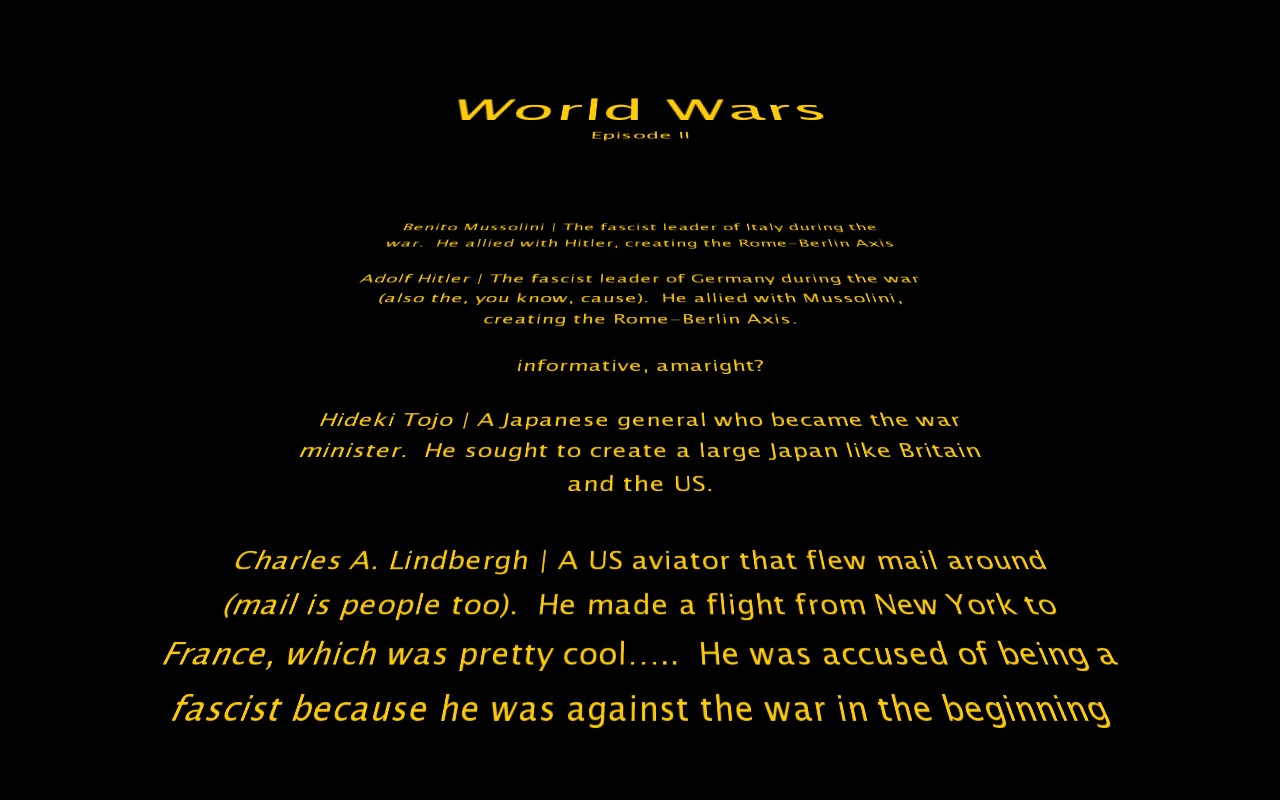 World Wars
Episode II
Benito Mussolini | The fascist leader of Italy during the
war.  He allied with Hitler, creating the Rome-Berlin Axis
Adolf Hitler | The fascist leader of Germany during the war
(also the, you know, cause).  He allied with Mussolini,
creating the Rome-Berlin Axis.
informative, amaright?
Hideki Tojo | A Japanese general who became the war
minister.  He sought to create a large Japan like Britain
and the US.
Charles A. Lindbergh | A US aviator that flew mail around
(mail is people too).  He made a flight from New York to
France, which was pretty cool.....  He was accused of being a
fascist because he was against the war in the beginning